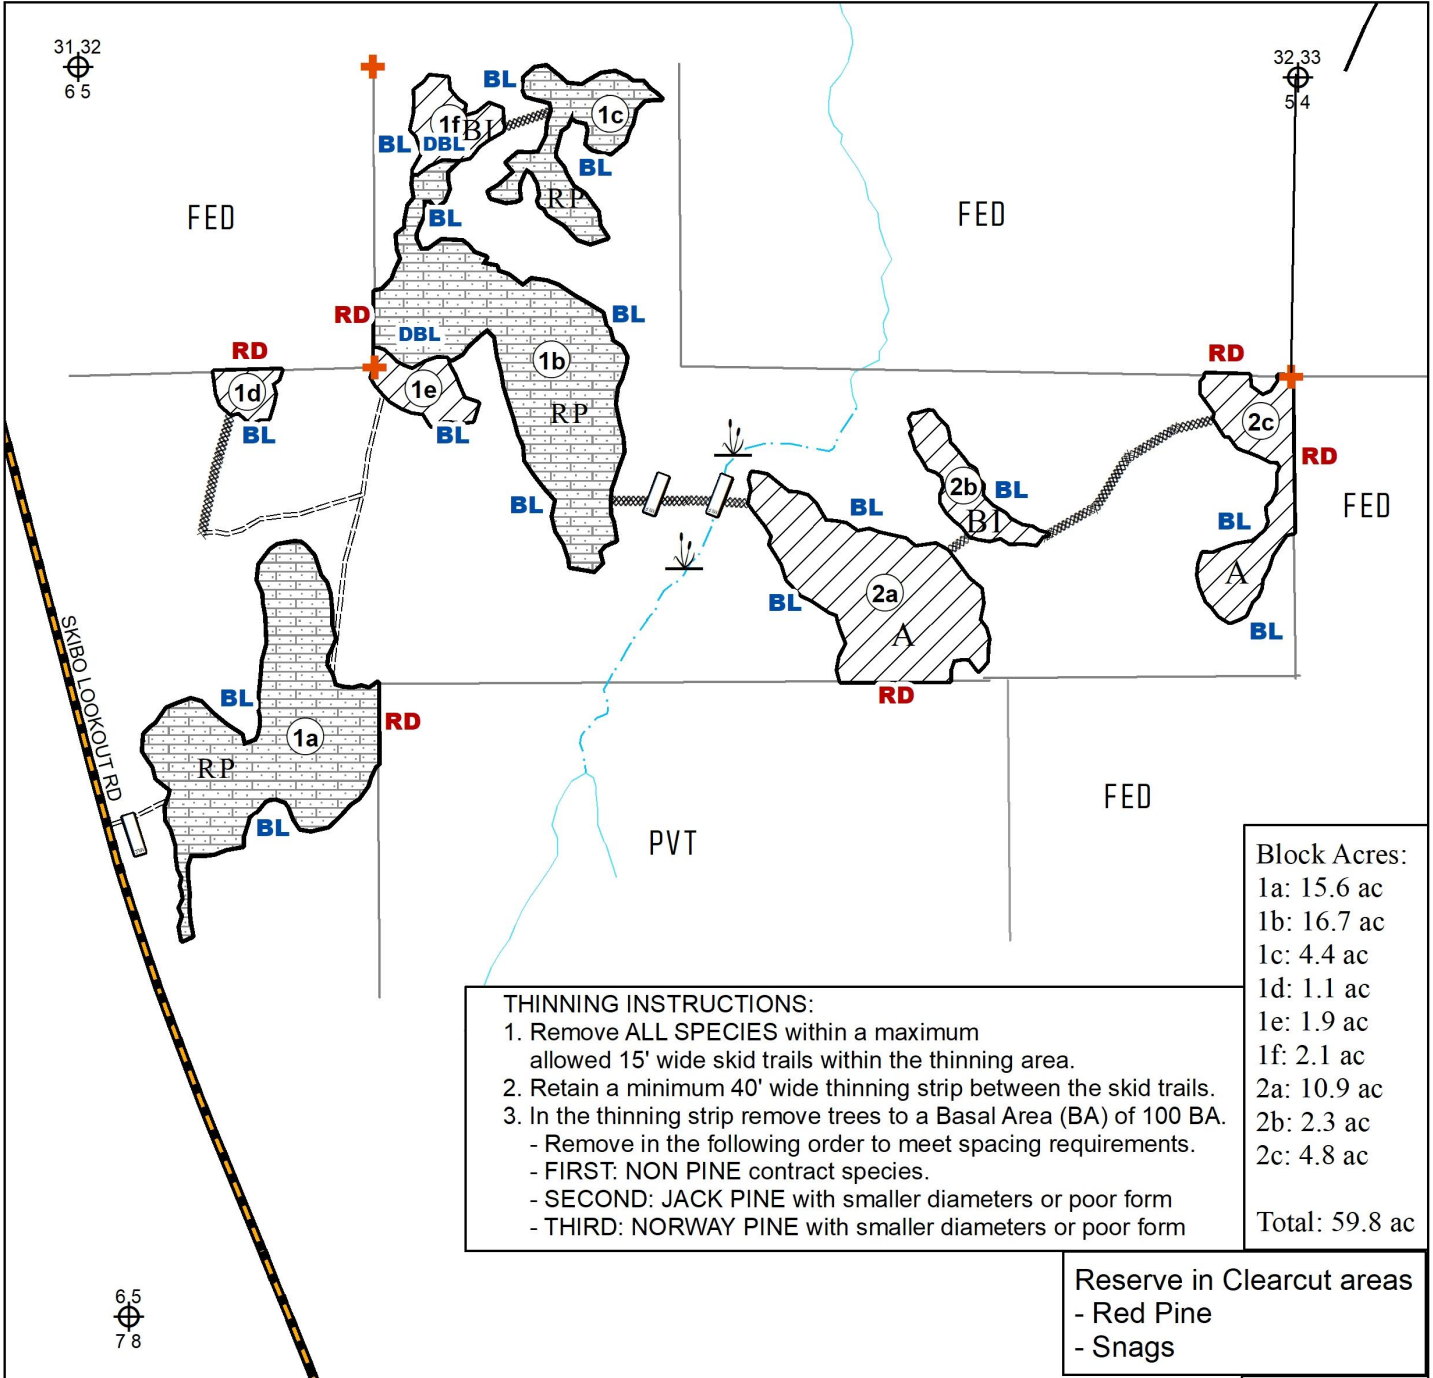 31 32
6 5
32 33
5 4
BL
1c
1f
BI
BL
DBL
BL
RP
BL
FED
FED
RD
BL
DBL
RD
1b
RD
1d
1e
RP
2c
BL
BL
RD
BL
2b
BL
BI
BL
FED
BL
A
2a
BL
A
BL
SKIBO LOOKOUT RD
BL
RD
RD
1a
RP
FED
BL
PVT
Block Acres:
1a: 15.6 ac
1b: 16.7 ac
1c: 4.4 ac
1d: 1.1 ac
1e: 1.9 ac
1f: 2.1 ac
2a: 10.9 ac
2b: 2.3 ac
2c: 4.8 ac
Total: 59.8 ac
THINNING INSTRUCTIONS:
1. Remove ALL SPECIES within a maximum
allowed 15' wide skid trails within the thinning area.
2. Retain a minimum 40' wide thinning strip between the skid trails.
3. In the thinning strip remove trees to a Basal Area (BA) of 100 BA.
- Remove in the following order to meet spacing requirements.
- FIRST: NON PINE contract species.
- SECOND: JACK PINE with smaller diameters or poor form
- THIRD: NORWAY PINE with smaller diameters or poor form
Reserve in Clearcut areas
- Red Pine
- Snags
6 5
7 8